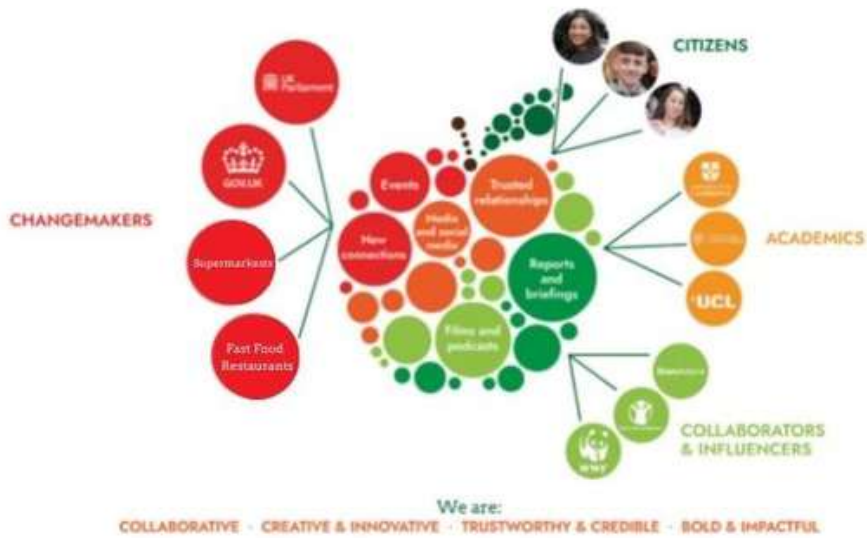 CITIZENS
UK
Parliament
GOV.UK
CHANGEMAKERS
Supermarkets
Fast Food
Restaurants
Events
Trusted
relationships
Media
and social
media
New
connections
Reports
and
briefings
Films and
podcasts
ACADEMICS
UCL
COLLABORATORS
& INFLUENCERS
WWF
We are:
COLLABORATIVE · CREATIVE & INNOVATIVE · TRUSTWORTHY & CREDIBLE · BOLD & IMPACTFUL